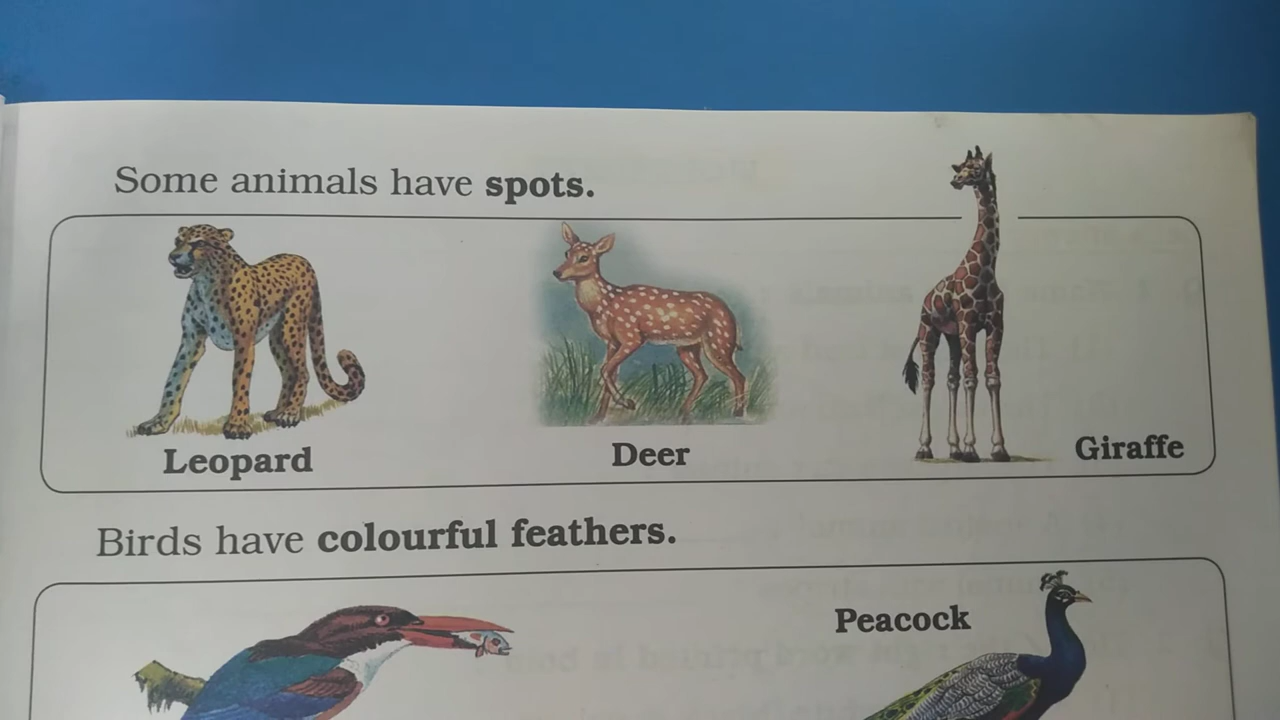 Some animals have spots.
Leopard
Deer
Giraffe
Birds have colourful feathers.
Peacock